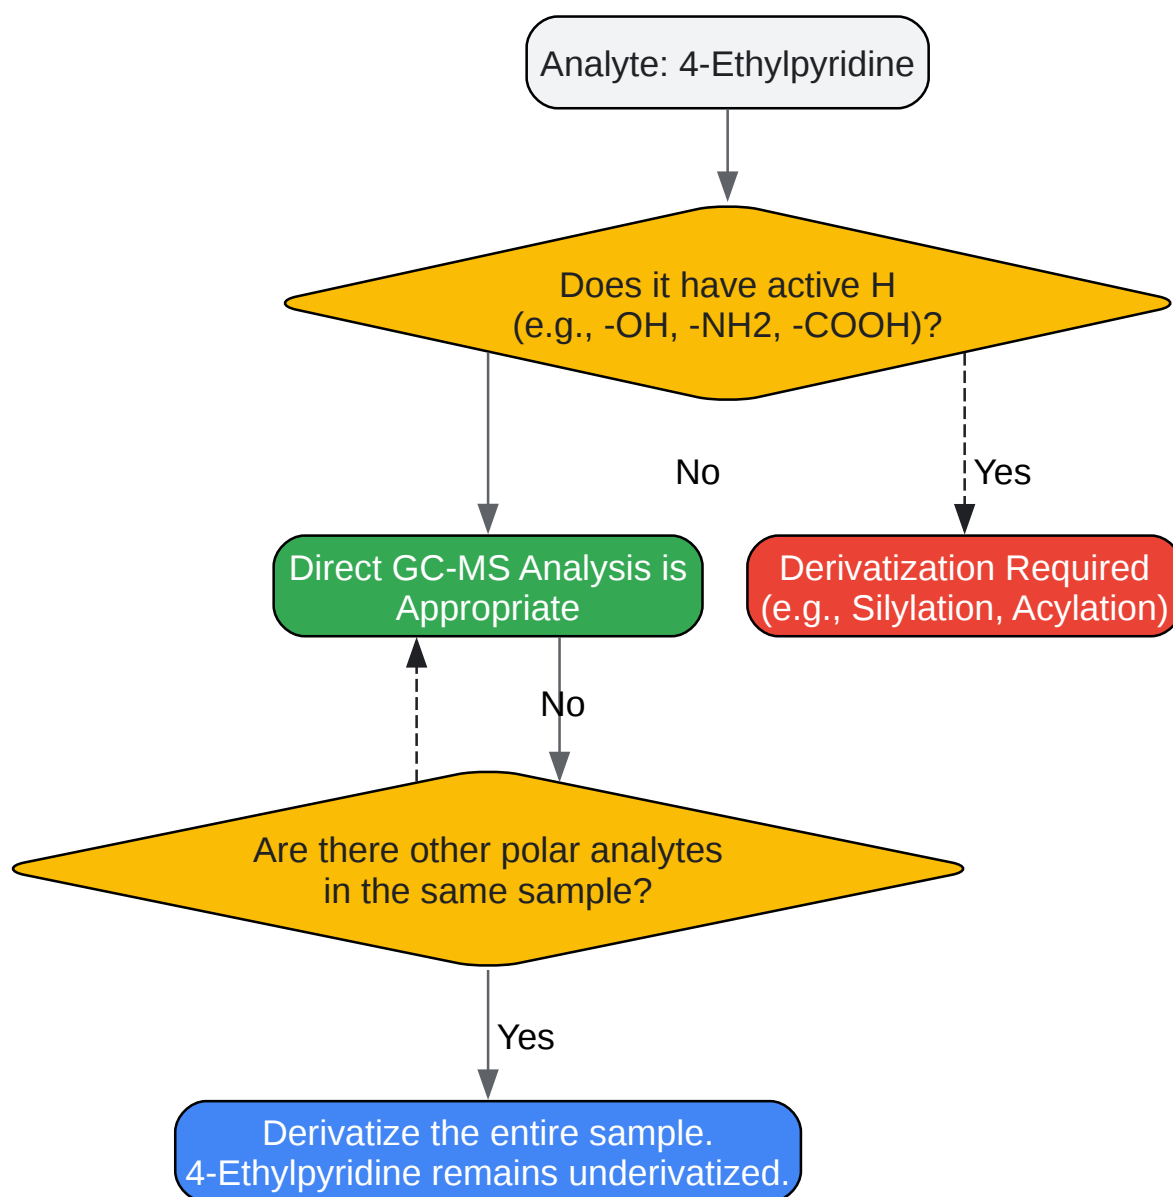 Analyte: 4-Ethylpyridine
Does it have active H
(e.g., -OH, -NH2, -COOH)?
No
Yes
Direct GC-MS Analysis is
Appropriate
Derivatization Required
(e.g., Silylation, Acylation)
No
Are there other polar analytes
in the same sample?
Yes
Derivatize the entire sample.
4-Ethylpyridine remains underivatized.